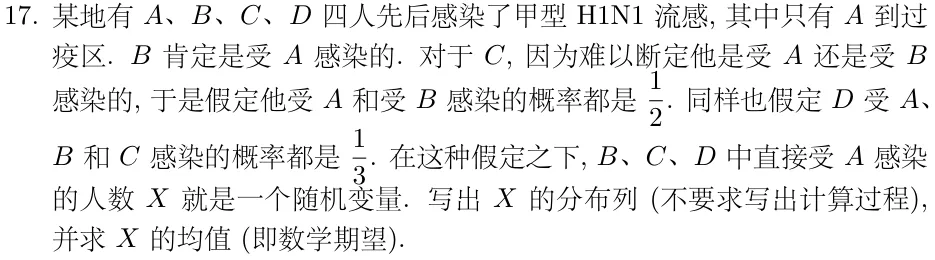 17. 某地有 A、B、C、D 四人先后感染了甲型 H1N1 流感, 其中只有 A 到过
疫区. B 肯定是受 A 感染的. 对于 C, 因为难以断定他是受 A 还是受 B
感染的, 于是假定他受 A 和受 B 感染的概率都是 1/2. 同样也假定 D 受 A、
B 和 C 感染的概率都是 1/3. 在这种假定之下, B、C、D 中直接受 A 感染
的人数 X 就是一个随机变量. 写出 X 的分布列 (不要求写出计算过程),
并求 X 的均值 (即数学期望).